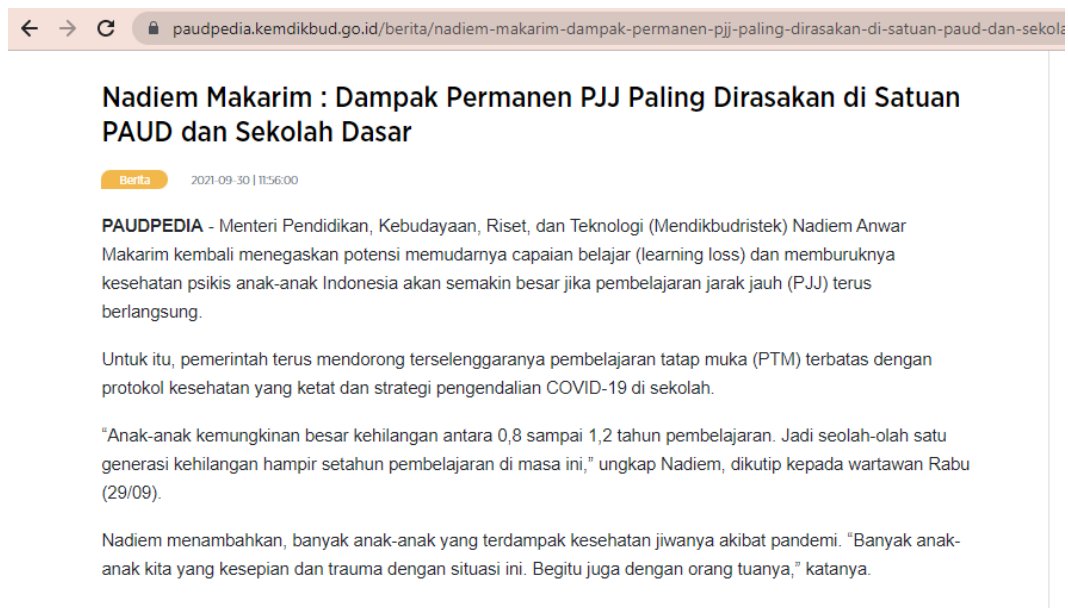 paudpedia.kemdikbud.go.id/berita/nadiem-makarim-dampak-permanen-pjj-paling-dirasakan-di-satuan-paud-dan-sekola
Nadiem Makarim : Dampak Permanen PJJ Paling Dirasakan di Satuan
PAUD dan Sekolah Dasar
Berita 2021-09-30 | 11:56:00
PAUDPEDIA - Menteri Pendidikan, Kebudayaan, Riset, dan Teknologi (Mendikbudristek) Nadiem Anwar
Makarim kembali menegaskan potensi memudarnya capaian belajar (learning loss) dan memburuknya
kesehatan psikis anak-anak Indonesia akan semakin besar jika pembelajaran jarak jauh (PJJ) terus
berlangsung.
Untuk itu, pemerintah terus mendorong terselenggaranya pembelajaran tatap muka (PTM) terbatas dengan
protokol kesehatan yang ketat dan strategi pengendalian COVID-19 di sekolah.
“Anak-anak kemungkinan besar kehilangan antara 0,8 sampai 1,2 tahun pembelajaran. Jadi seolah-olah satu
generasi kehilangan hampir setahun pembelajaran di masa ini,” ungkap Nadiem, dikutip kepada wartawan Rabu
(29/09).
Nadiem menambahkan, banyak anak-anak yang terdampak kesehatan jiwanya akibat pandemi. “Banyak anak-
anak kita yang kesepian dan trauma dengan situasi ini. Begitu juga dengan orang tuanya,” katanya.